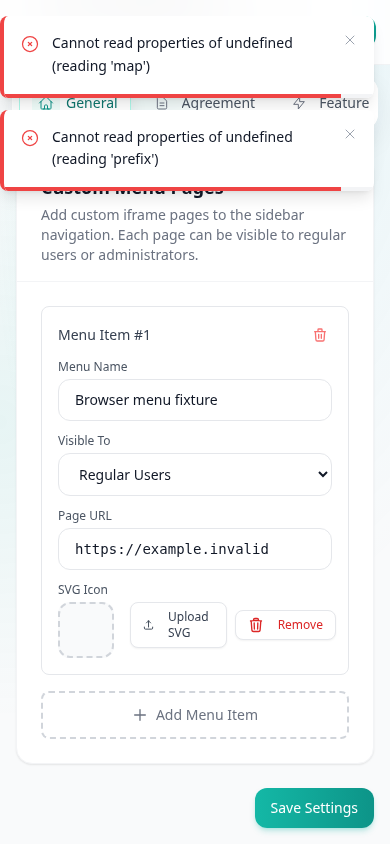 Cannot read properties of undefined
(reading 'map')
General
Agreement
Feature
Cannot read properties of undefined
(reading 'prefix')
Custom Menu Pages
Add custom iframe pages to the sidebar
navigation. Each page can be visible to regular
users or administrators.
Menu Item #1
Menu Name
Browser menu fixture
Visible To
Regular Users
Page URL
https://example.invalid
SVG Icon
Upload
SVG
Remove
Add Menu Item
Save Settings